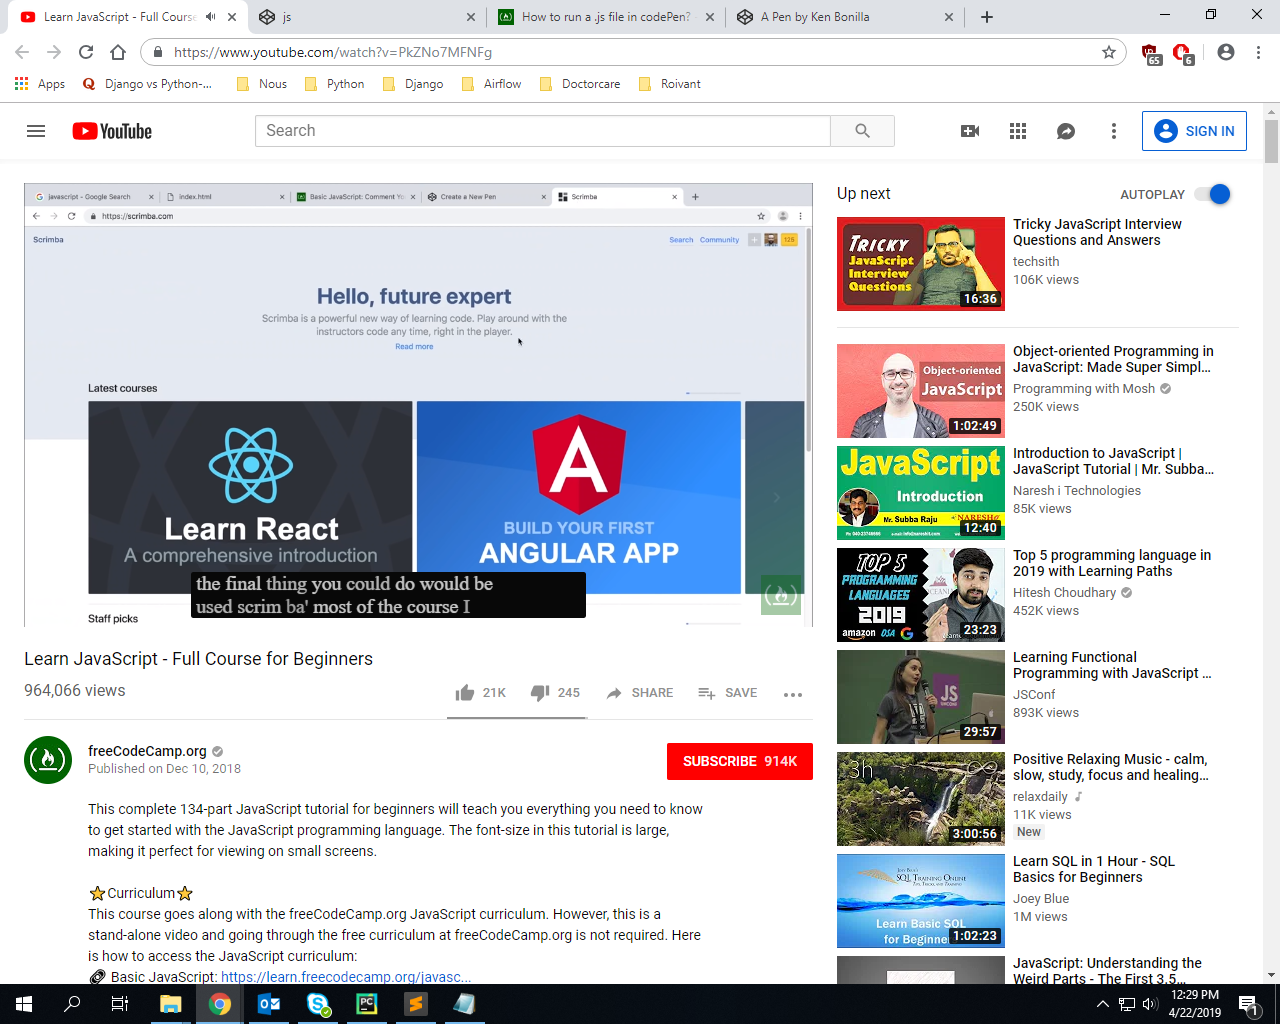 Learn JavaScript - Full Course
js
How to run a .js file in codePen?
A Pen by Ken Bonilla
https://www.youtube.com/watch?v=PkZNo7MFNFg
65
6
Apps
Django vs Python-...
Nous
Python
Django
Airflow
Doctorcare
Roivant
YouTube
Search
SIGN IN
javascript - Google Search
index.html
Basic JavaScript: Comment Yo
Create a New Pen
Scrimba
https://scrimba.com
Scrimba
Search
Community
126
Hello, future expert
Scrimba is a powerful new way of learning code. Play around with the
instructors code any time, right in the player.
Read more
Latest courses
Learn React
A comprehensive introduction
BUILD YOUR FIRST
ANGULAR APP
the final thing you could do would be
used scrim ba' most of the course I
Staff picks
Learn JavaScript - Full Course for Beginners
964,066 views
21K
245
SHARE
SAVE
freeCodeCamp.org
Published on Dec 10, 2018
SUBSCRIBE 914K
This complete 134-part JavaScript tutorial for beginners will teach you everything you need to know
to get started with the JavaScript programming language. The font-size in this tutorial is large,
making it perfect for viewing on small screens.
⭐Curriculum⭐
This course goes along with the freeCodeCamp.org JavaScript curriculum. However, this is a
stand-alone video and going through the free curriculum at freeCodeCamp.org is not required. Here
is how to access the JavaScript curriculum:
🔗 Basic JavaScript: https://learn.freecodecamp.org/javasc...
Up next
AUTOPLAY
TRICKY
JavaScript
Interview
Questions
16:36
Tricky JavaScript Interview
Questions and Answers
techsith
106K views
Object-oriented
JavaScript
1:02:49
Object-oriented Programming in
JavaScript: Made Super Simpl...
Programming with Mosh
250K views
JavaScript
Introduction
Mr. Subba Raju
NARESH
12:40
Introduction to JavaScript |
JavaScript Tutorial | Mr. Subba...
Naresh i Technologies
85K views
TOP 5
PROGRAMMING
LANGUAGES
2019
amazon USA G
23:23
Top 5 programming language in
2019 with Learning Paths
Hitesh Choudhary
452K views
JS
29:57
Learning Functional
Programming with JavaScript ...
JSConf
893K views
3h
3:00:56
Positive Relaxing Music - calm,
slow, study, focus and healing...
relaxdaily
11K views
New
SQL TRAINING ONLINE
Learn Basic SQL
for Beginne
1:02:23
Learn SQL in 1 Hour - SQL
Basics for Beginners
Joey Blue
1M views
JavaScript: Understanding the
Weird Parts - The First 3.5...
12:29 PM
4/22/2019
1